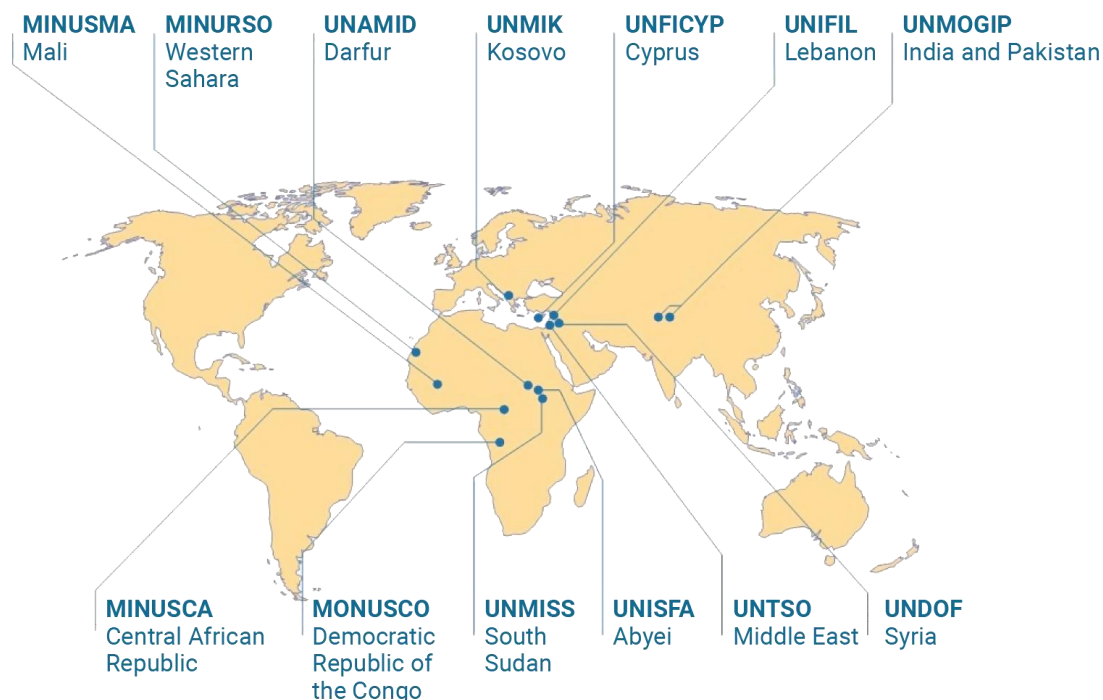 MINUSMA
Mali
MINURSO
Western
Sahara
UNAMID
Darfur
UNMIK
Kosovo
UNFICYP
Cyprus
UNIFIL
Lebanon
UNMOGIP
India and Pakistan
MINUSCA
Central African
Republic
MONUSCO
Democratic
Republic of
the Congo
UNMISS
South
Sudan
UNISFA
Abyei
UNTSO
Middle East
UNDOF
Syria